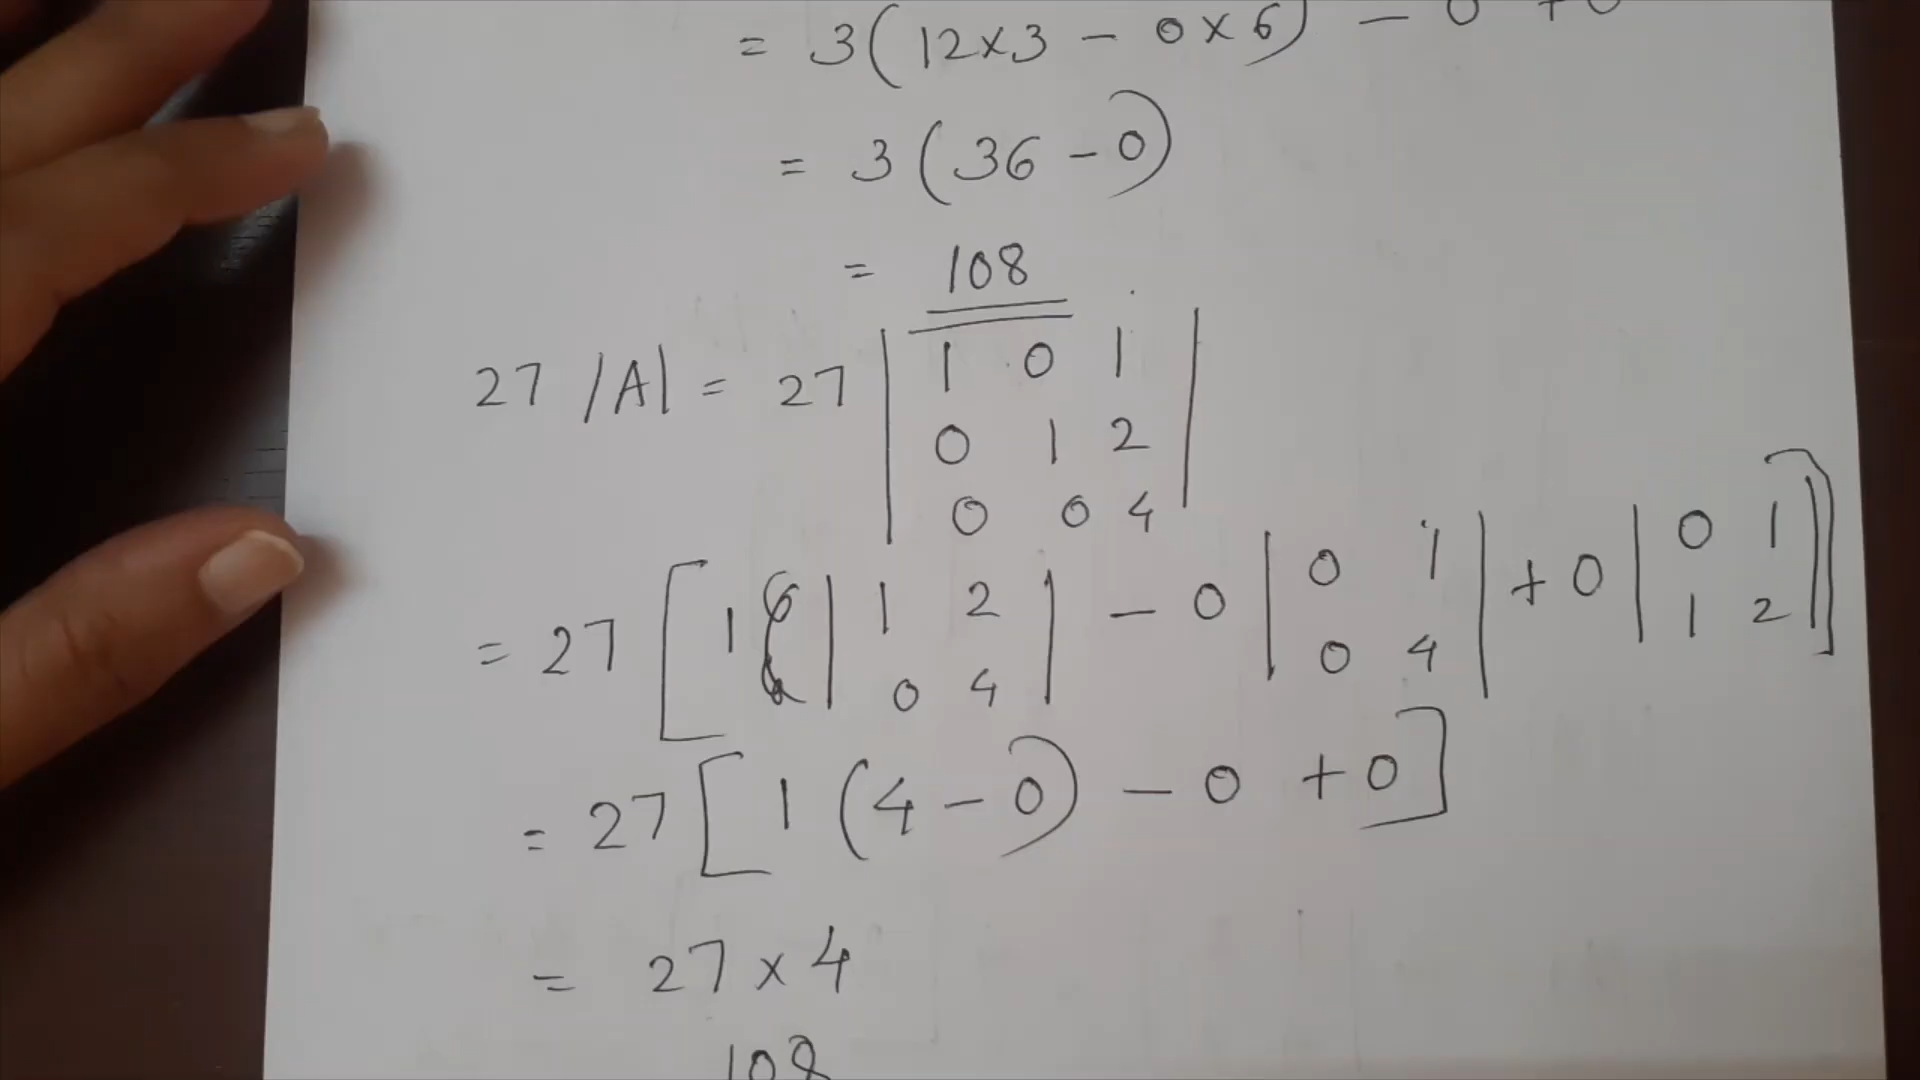 = 3(12×3 - 0×6) - 0 + 0
= 3(36 - 0)
= 108
27 |A| = 27 | 1 0 1 |
| 0 1 2 |
| 0 0 4 |
= 27 [ 1 | 1 2 | - 0 | 0 1 | + 0 | 0 1 | ]
| 0 4 | | 0 4 | | 1 2 |
= 27 [ 1 (4 - 0) - 0 + 0 ]
= 27 × 4
108